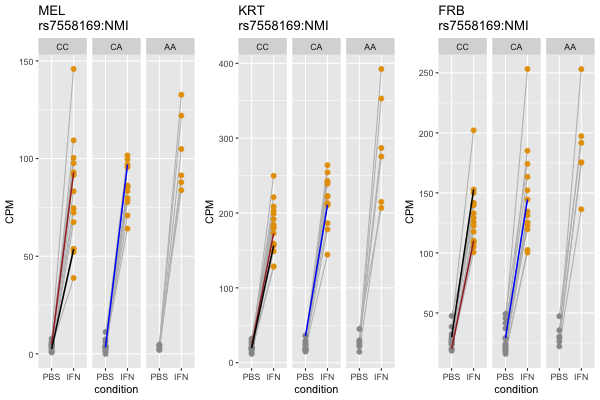 MEL
rs7558169:NMI
CC CA AA
CPM
150
100
50
0
PBS IFN PBS IFN PBS IFN
condition
KRT
rs7558169:NMI
CC CA AA
CPM
400
300
200
100
0
PBS IFN PBS IFN PBS IFN
condition
FRB
rs7558169:NMI
CC CA AA
CPM
250
200
150
100
50
PBS IFN PBS IFN PBS IFN
condition